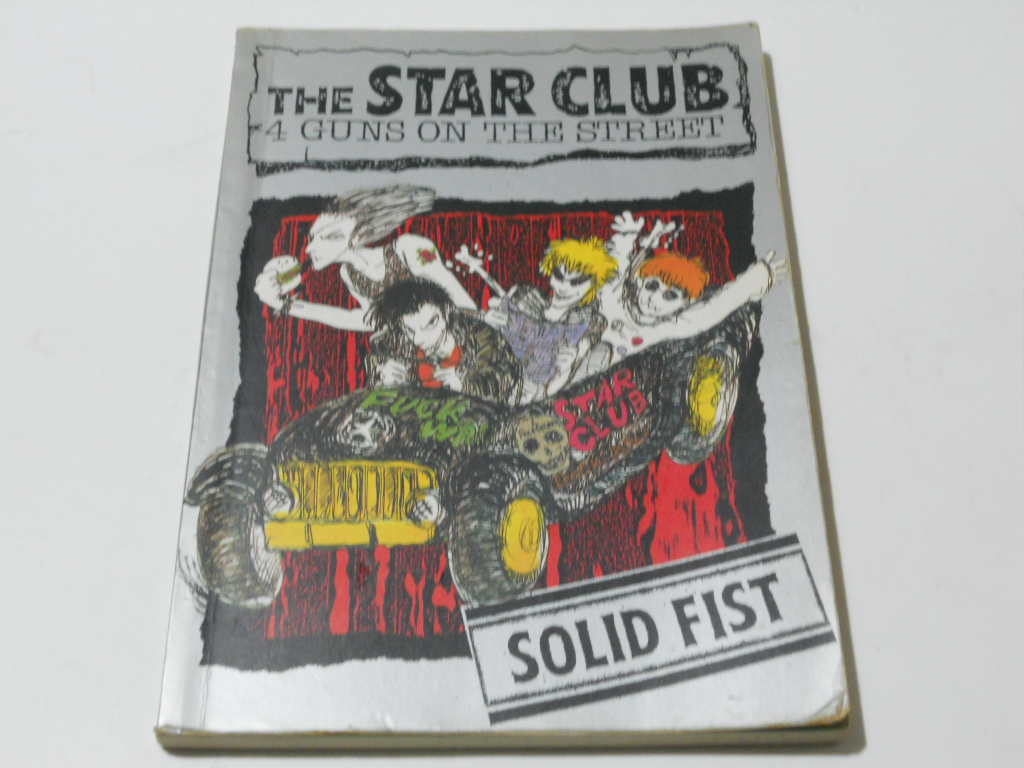 THE STAR CLUB
4 GUNS ON THE STREET
FUCK
STAR
CLUB
SOLID FIST